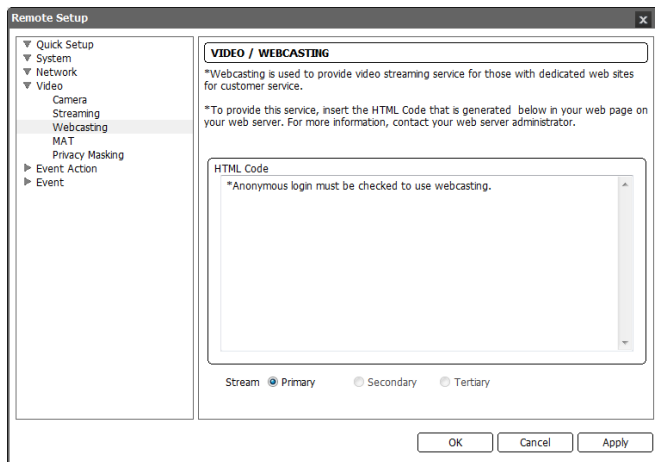 Remote Setup
x
Quick Setup
System
Network
Video
Camera
Streaming
Webcasting
MAT
Privacy Masking
Event Action
Event
VIDEO / WEBCASTING
*Webcasting is used to provide video streaming service for those with dedicated web sites
for customer service.
*To provide this service, insert the HTML Code that is generated below in your web page on
your web server. For more information, contact your web server administrator.
HTML Code
*Anonymous login must be checked to use webcasting.
Stream Primary Secondary Tertiary
OK Cancel Apply